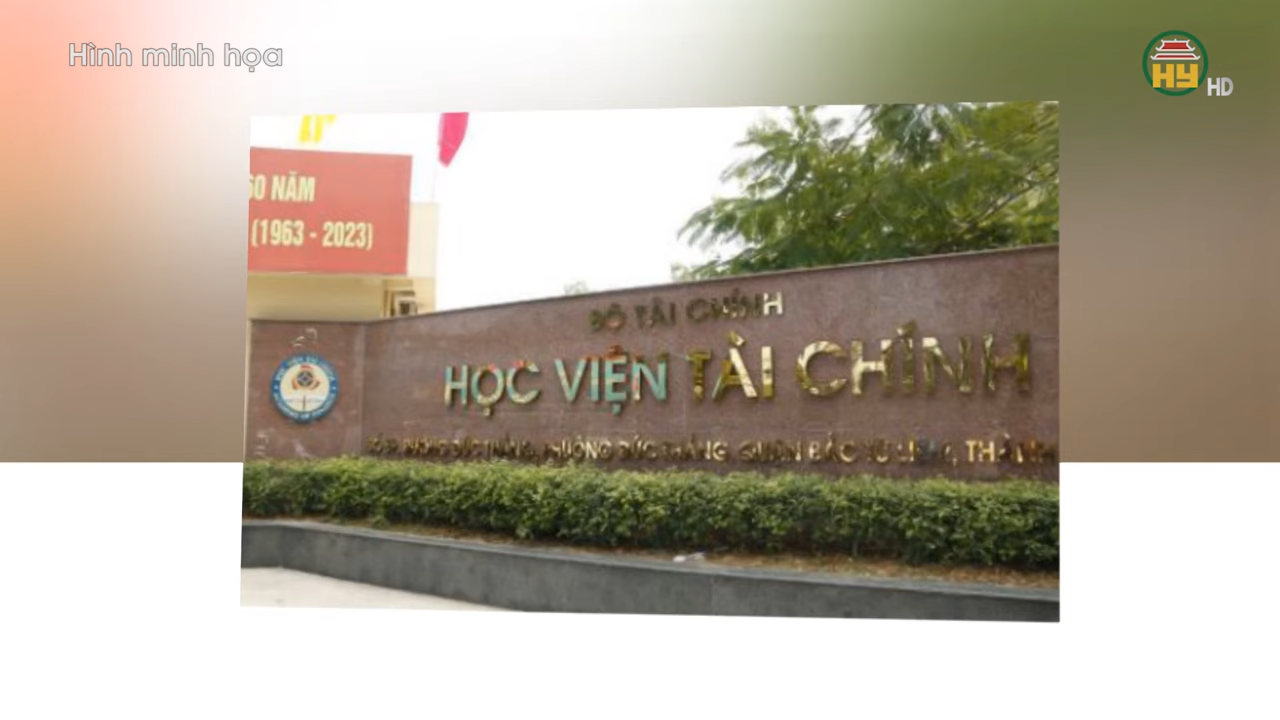 Hình minh họa
HY
HD
60 NĂM
(1963 - 2023)
BỘ TÀI CHÍNH
HỌC VIỆN TÀI CHÍNH
PHƯỜNG ĐỨC THẮNG, QUẬN BẮC TỪ LIÊM, THÀNH